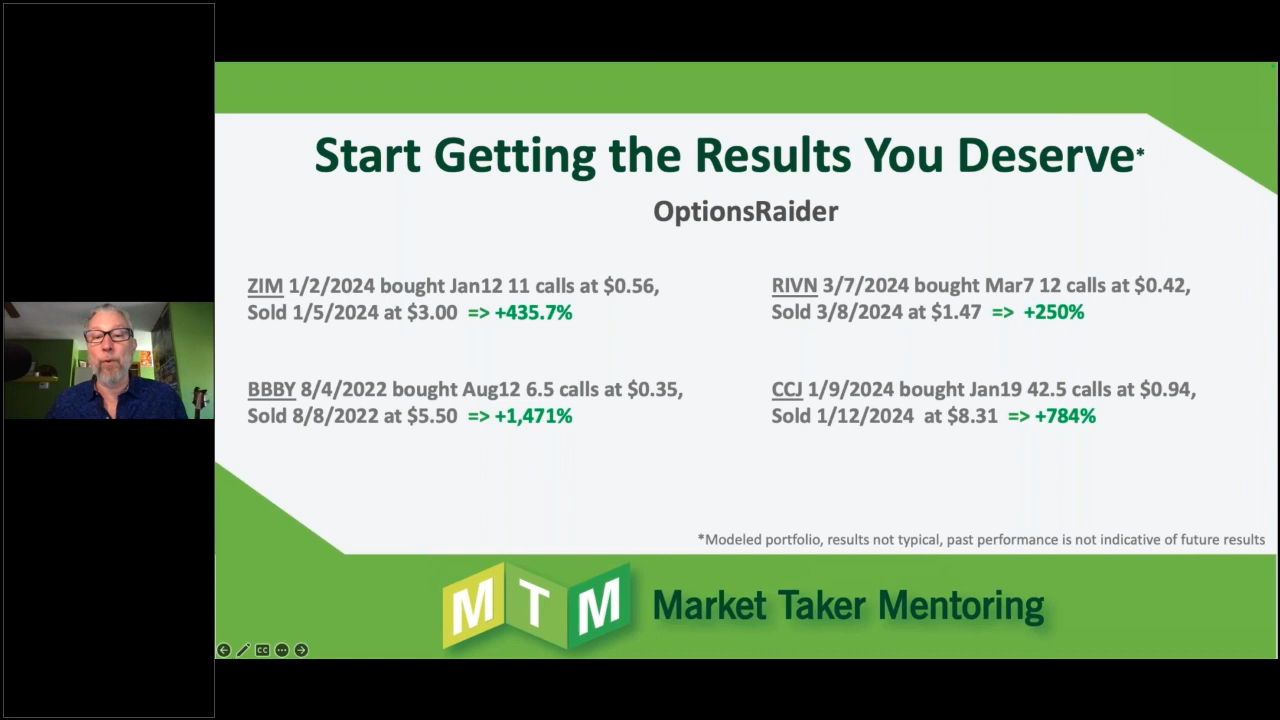 Start Getting the Results You Deserve*
OptionsRaider
ZIM 1/2/2024 bought Jan12 11 calls at $0.56,
Sold 1/5/2024 at $3.00 => +435.7%
RIVN 3/7/2024 bought Mar7 12 calls at $0.42,
Sold 3/8/2024 at $1.47 => +250%
BBBY 8/4/2022 bought Aug12 6.5 calls at $0.35,
Sold 8/8/2022 at $5.50 => +1,471%
CCJ 1/9/2024 bought Jan19 42.5 calls at $0.94,
Sold 1/12/2024 at $8.31 => +784%
*Modeled portfolio, results not typical, past performance is not indicative of future results
MTM Market Taker Mentoring
CC